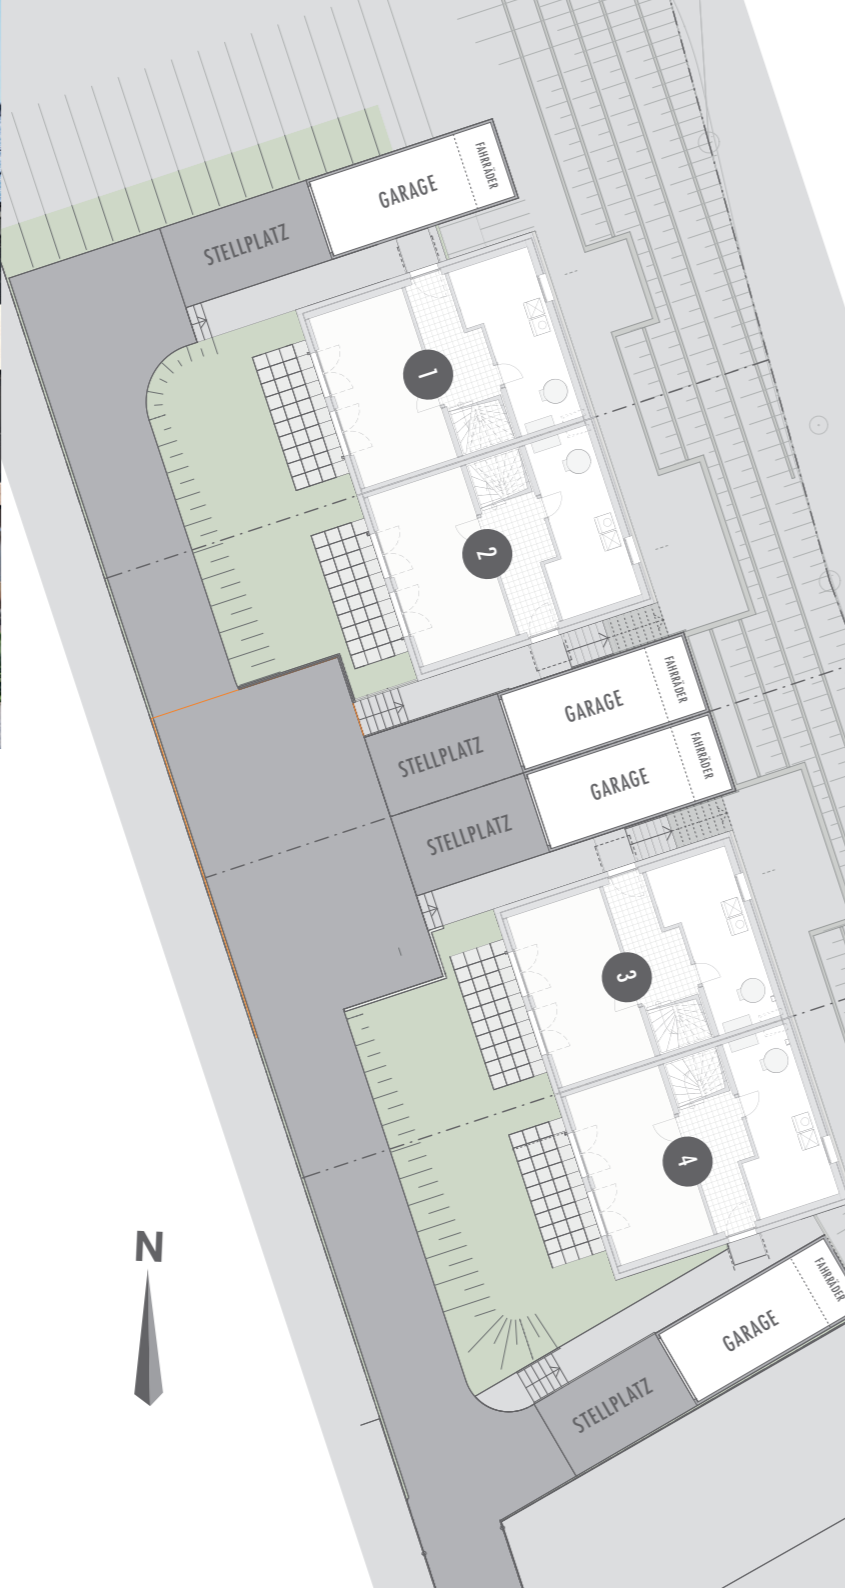 FAHRRÄDER
GARAGE
STELLPLATZ
1
2
FAHRRÄDER
GARAGE
STELLPLATZ
FAHRRÄDER
GARAGE
STELLPLATZ
3
4
N
FAHRRÄDER
GARAGE
STELLPLATZ